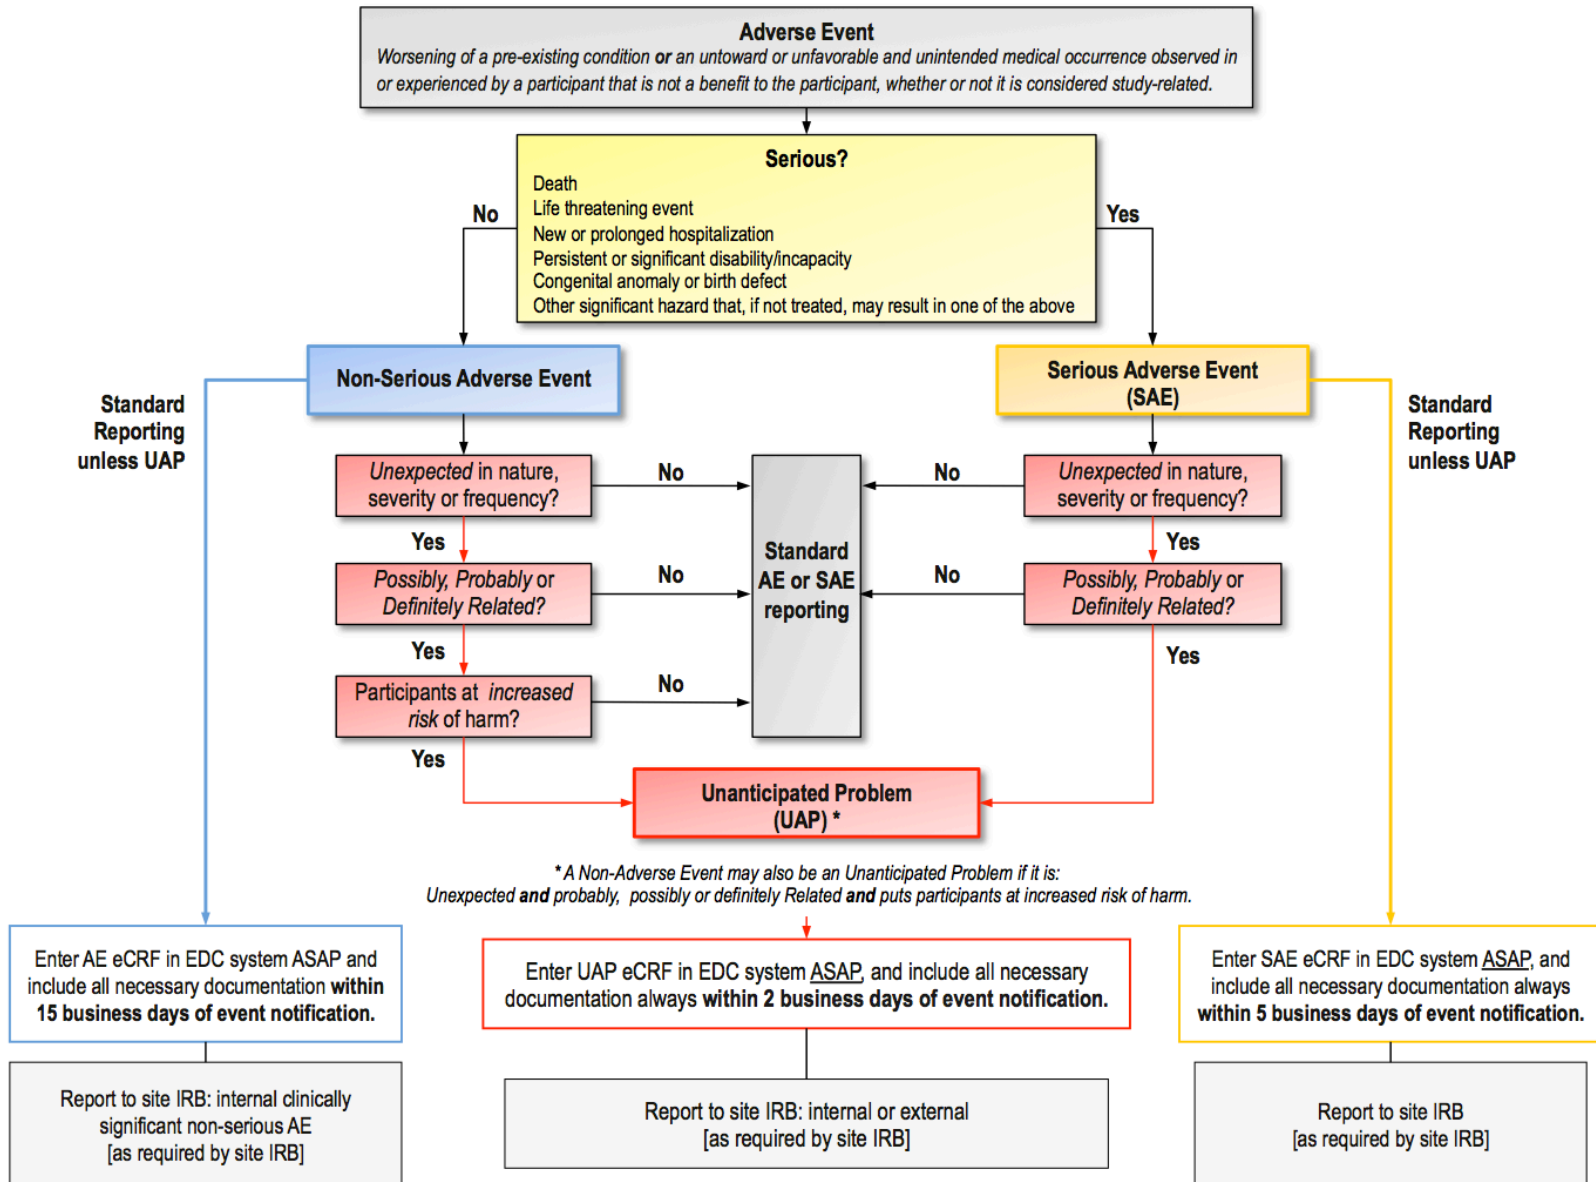 Adverse Event
Worsening of a pre-existing condition or an untoward or unfavorable and unintended medical occurrence observed in
or experienced by a participant that is not a benefit to the participant, whether or not it is considered study-related.
Serious?
Death
Life threatening event
New or prolonged hospitalization
Persistent or significant disability/incapacity
Congenital anomaly or birth defect
Other significant hazard that, if not treated, may result in one of the above
No
Yes
Non-Serious Adverse Event
Serious Adverse Event
(SAE)
Standard
Reporting
unless UAP
Standard
Reporting
unless UAP
Unexpected in nature,
severity or frequency?
No
Yes
Possibly, Probably or
Definitely Related?
No
Yes
Participants at increased
risk of harm?
No
Yes
Standard
AE or SAE
reporting
Unexpected in nature,
severity or frequency?
No
Yes
Possibly, Probably or
Definitely Related?
No
Yes
Unanticipated Problem
(UAP) *
* A Non-Adverse Event may also be an Unanticipated Problem if it is:
Unexpected and probably, possibly or definitely Related and puts participants at increased risk of harm.
Enter AE eCRF in EDC system ASAP and
include all necessary documentation within
15 business days of event notification.
Enter UAP eCRF in EDC system ASAP, and include all necessary
documentation always within 2 business days of event notification.
Enter SAE eCRF in EDC system ASAP, and
include all necessary documentation always
within 5 business days of event notification.
Report to site IRB: internal clinically
significant non-serious AE
[as required by site IRB]
Report to site IRB: internal or external
[as required by site IRB]
Report to site IRB
[as required by site IRB]